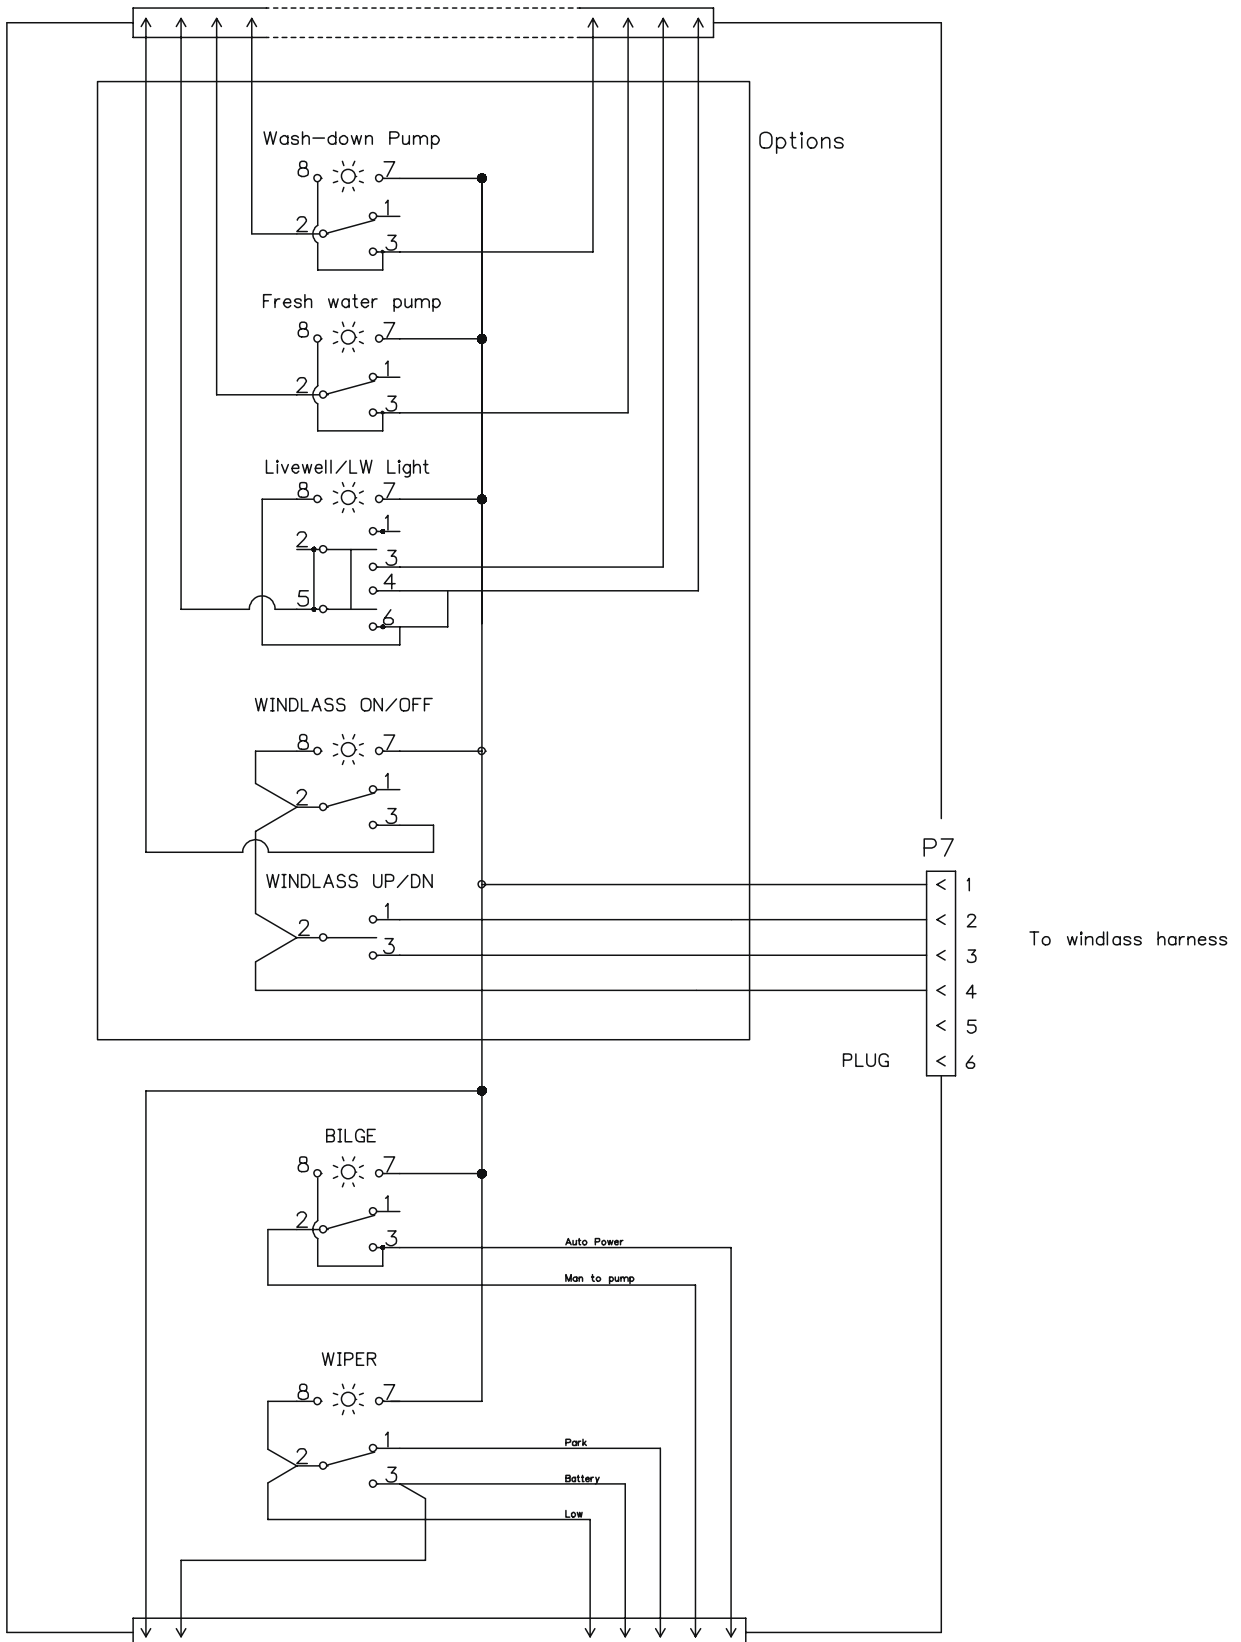 Wash-down Pump
Options
8 7
1
2
3
Fresh water pump
8 7
1
2
3
Livewell/LW Light
8 7
1
2
3
4
5
6
WINDLASS ON/OFF
8 7
1
2
3
P7
WINDLASS UP/DN
1
1
2
2
3
3
To windlass harness
4
5
PLUG 6
BILGE
8 7
1
2
3 Auto Power
Man to pump
WIPER
8 7
1 Park
2
3 Battery
Low